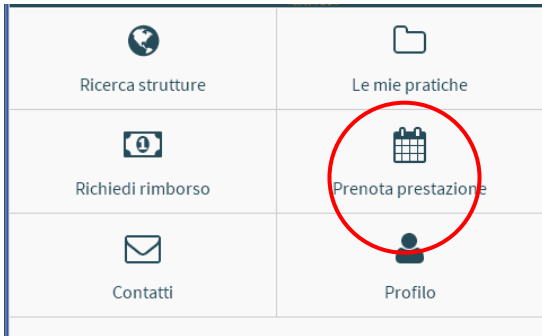 Ricerca strutture
Le mie pratiche
Richiedi rimborso
Prenota prestazione
Contatti
Profilo